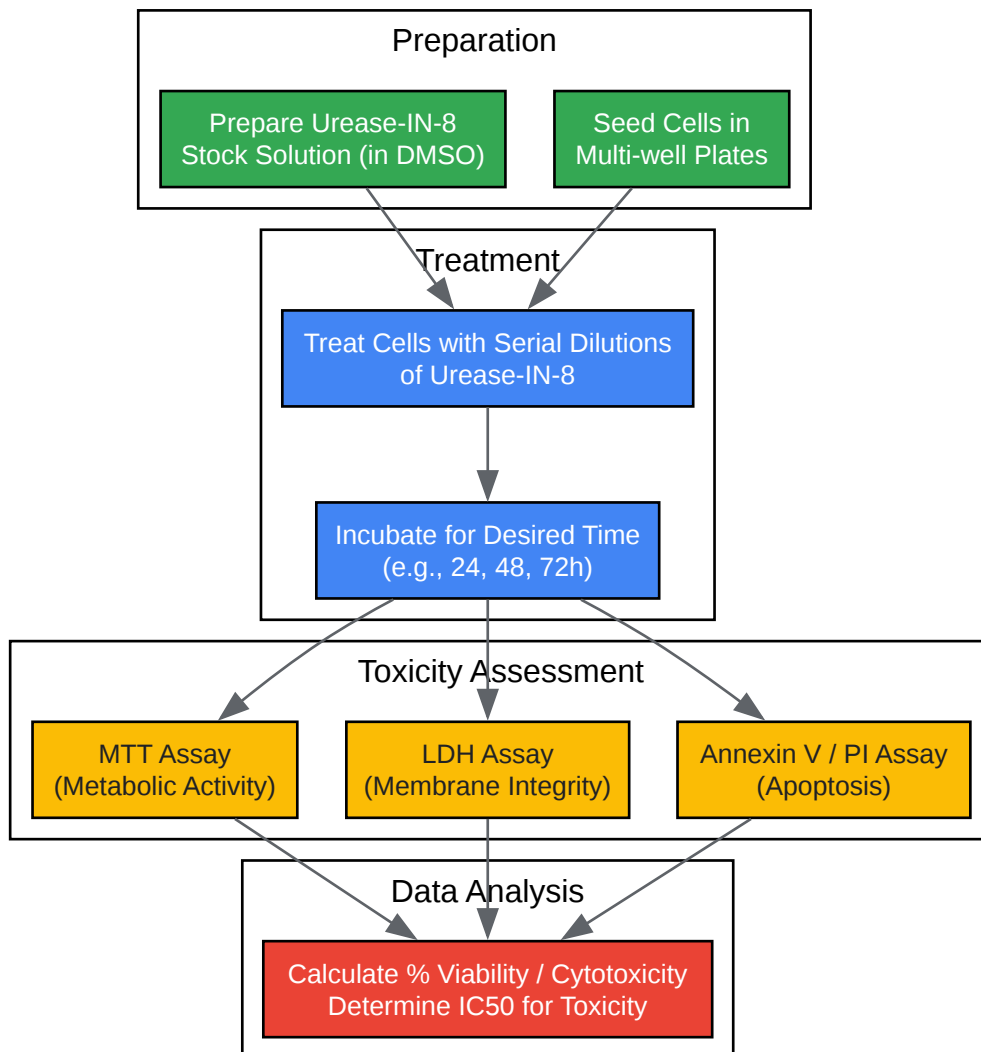 Preparation
Prepare Urease-IN-8
Stock Solution (in DMSO)
Seed Cells in
Multi-well Plates
Treatment
Treat Cells with Serial Dilutions
of Urease-IN-8
Incubate for Desired Time
(e.g., 24, 48, 72h)
Toxicity Assessment
MTT Assay
(Metabolic Activity)
LDH Assay
(Membrane Integrity)
Annexin V / PI Assay
(Apoptosis)
Data Analysis
Calculate % Viability / Cytotoxicity
Determine IC50 for Toxicity